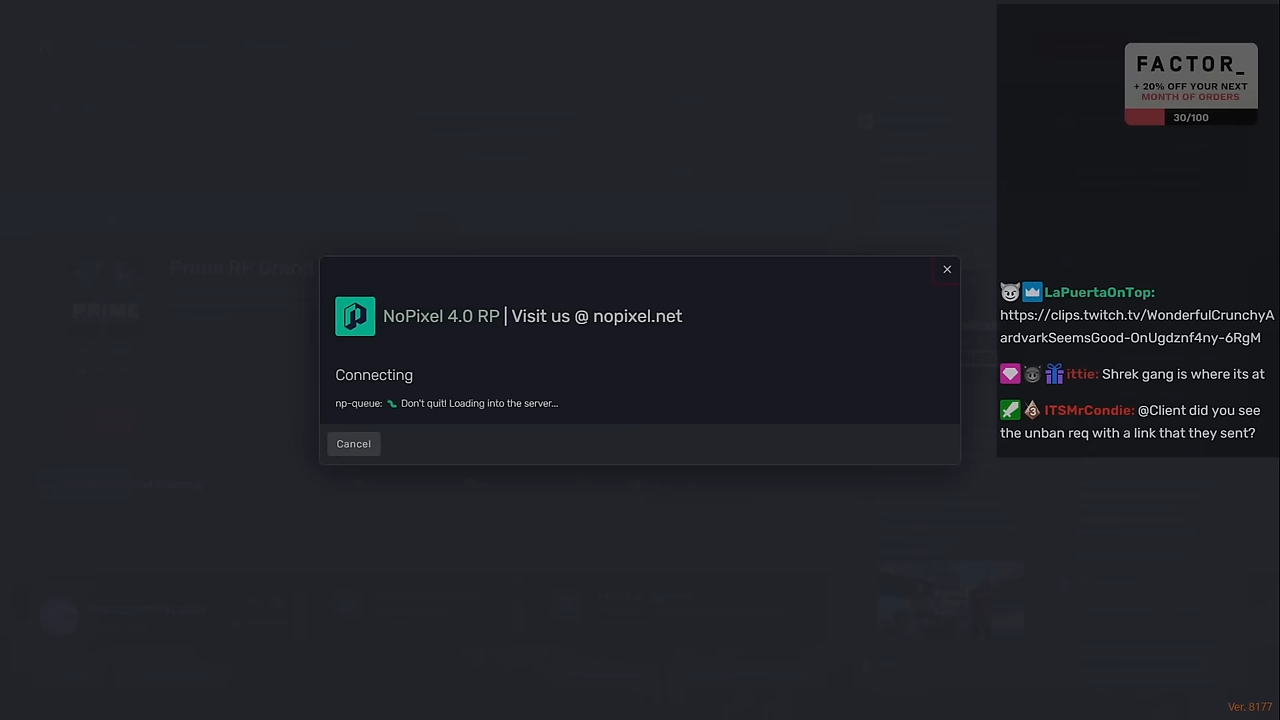 FACTOR_
+ 20% OFF YOUR NEXT
MONTH OF ORDERS
30/100
PRIME
NoPixel 4.0 RP | Visit us @ nopixel.net
Connecting
np-queue: Don't quit! Loading into the server...
Cancel
LaPuertaOnTop:
https://clips.twitch.tv/WonderfulCrunchyA
ardvarkSeemsGood-OnUgdznf4ny-6RgM
ittie: Shrek gang is where its at
3 ITSMrCondie: @Client did you see
the unban req with a link that they sent?
Ver. 8177